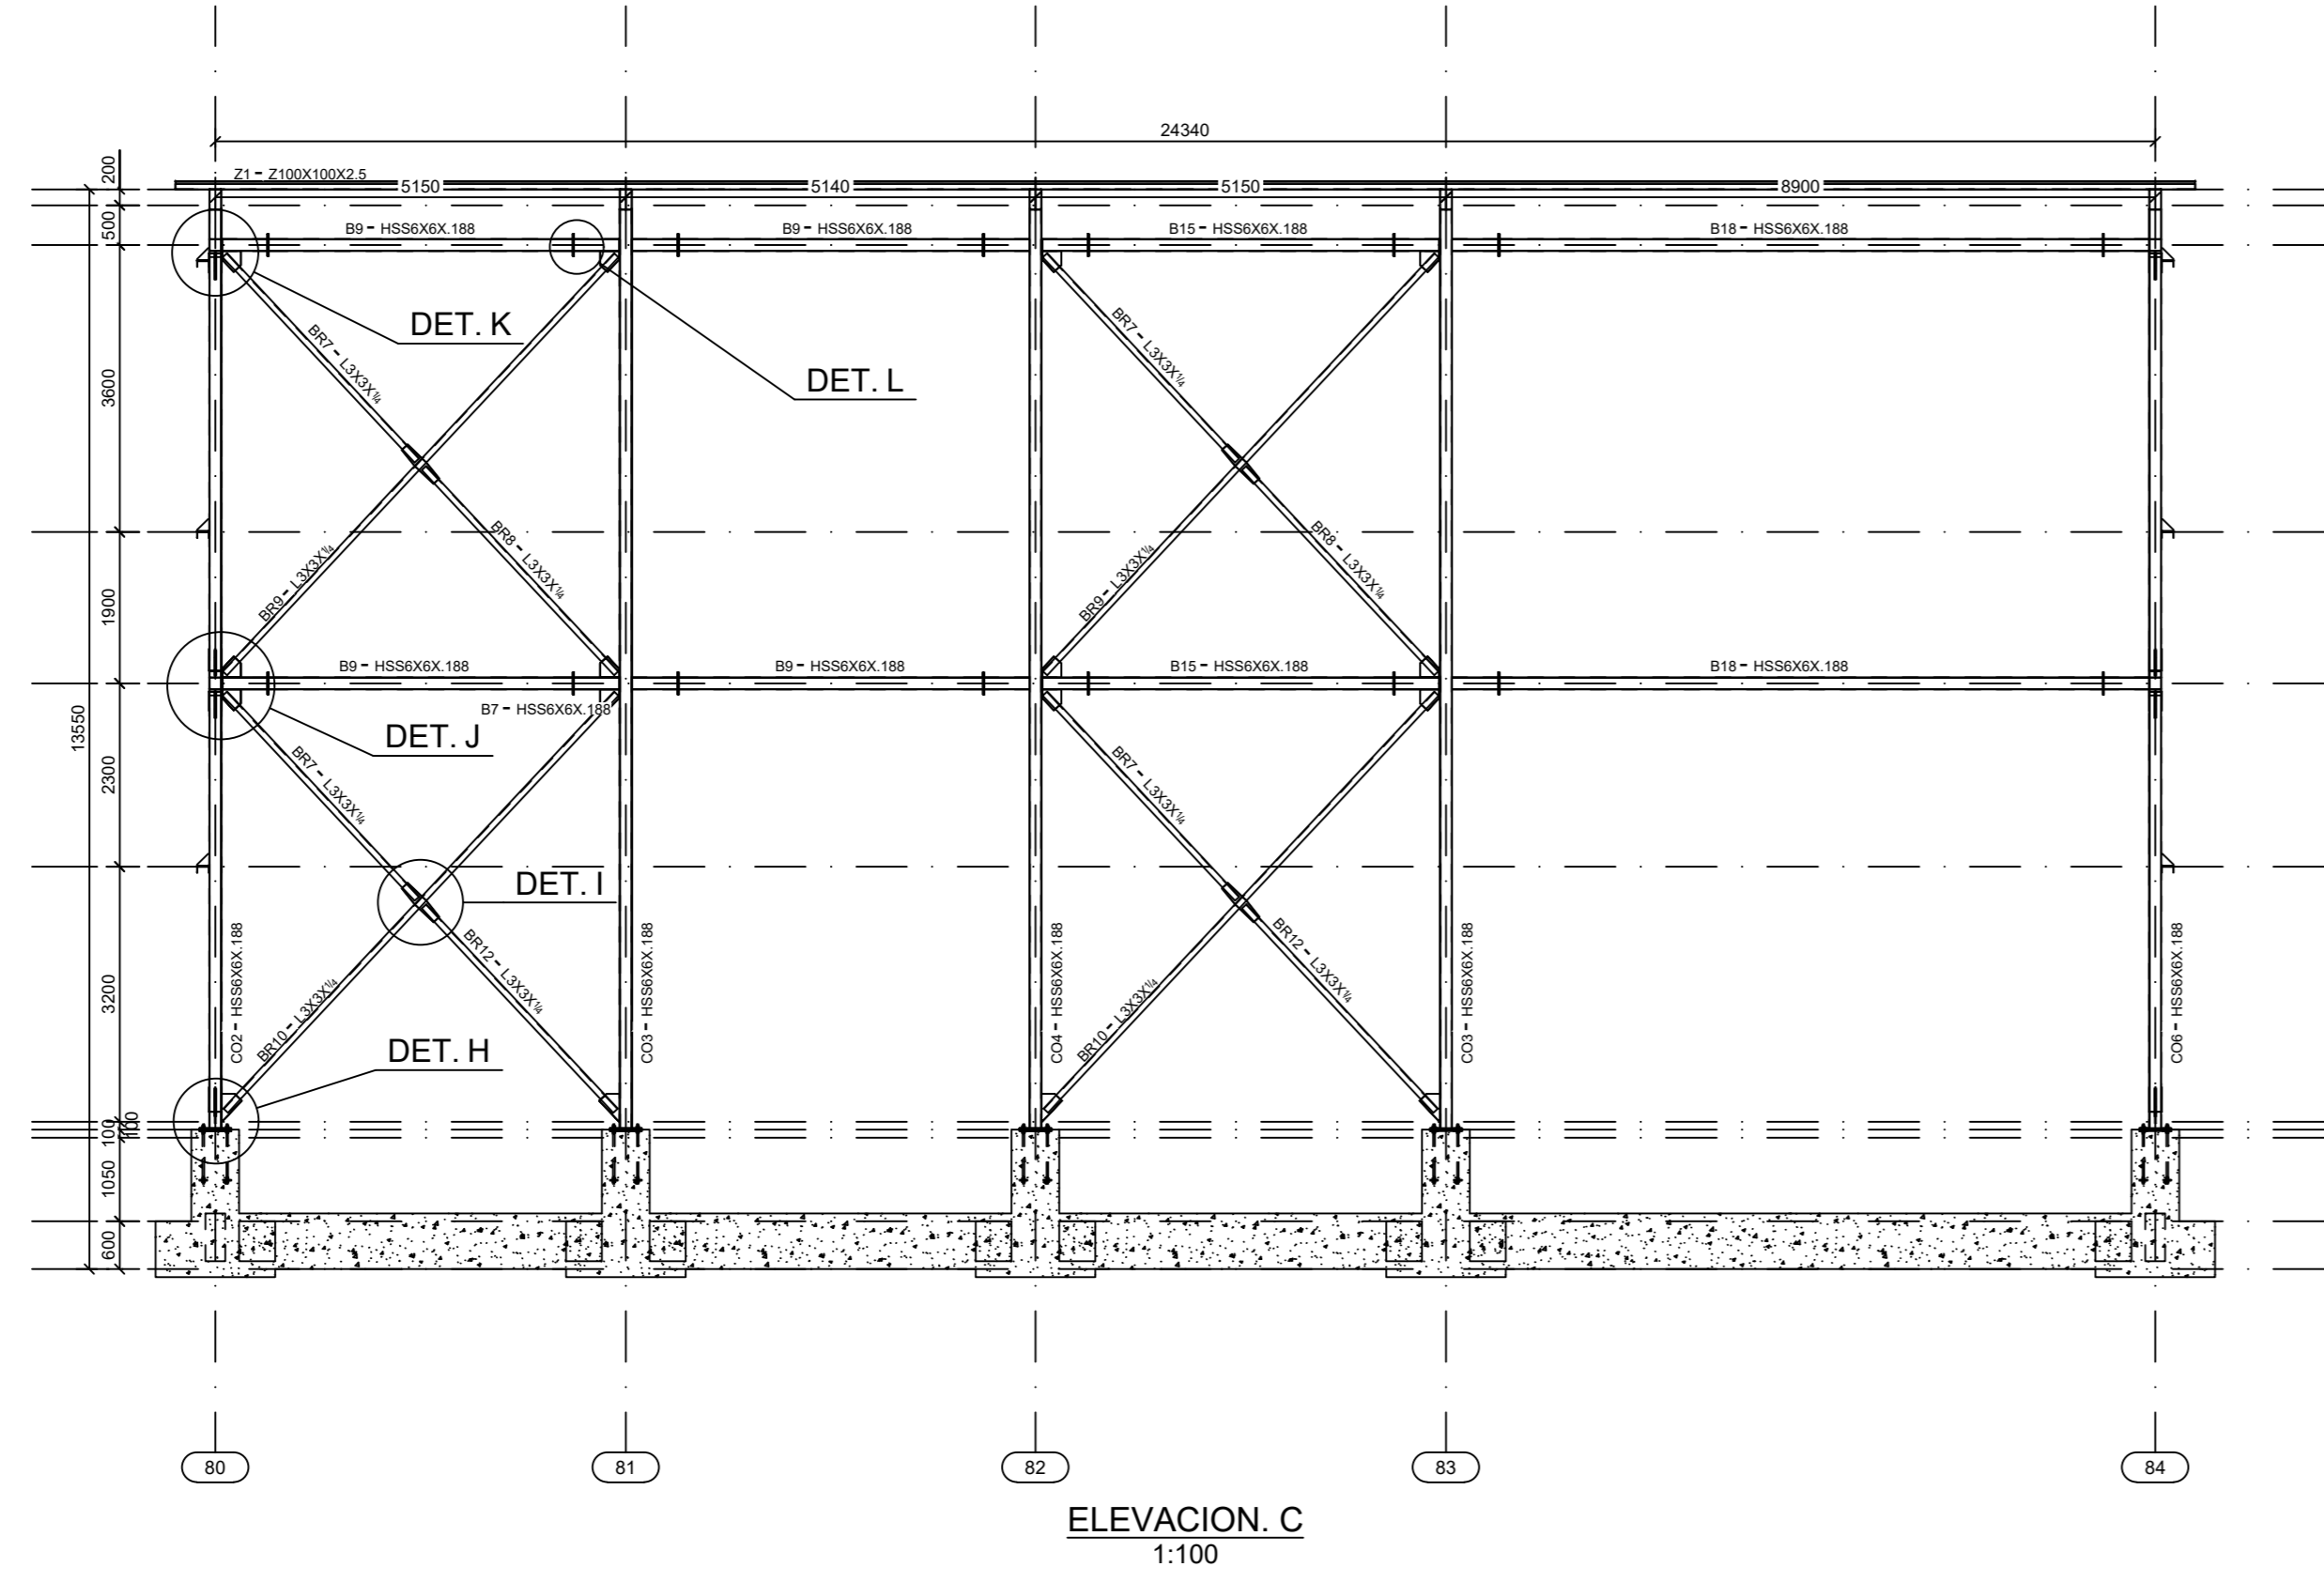 24340
Z1 - Z100X100X2.5
5150
5140
5150
8900
200
500
3600
1900
2300
3200
100
100
1050
600
13550
B9 - HSS6X6X.188
B9 - HSS6X6X.188
B15 - HSS6X6X.188
B18 - HSS6X6X.188
DET. K
DET. L
BR7 - L3X3X¼
BR7 - L3X3X¼
BR8 - L3X3X¼
BR8 - L3X3X¼
BR9 - L3X3X¼
BR9 - L3X3X¼
B9 - HSS6X6X.188
B9 - HSS6X6X.188
B15 - HSS6X6X.188
B18 - HSS6X6X.188
B7 - HSS6X6X.188
DET. J
BR7 - L3X3X¼
BR7 - L3X3X¼
DET. I
BR12 - L3X3X¼
BR12 - L3X3X¼
BR10 - L3X3X¼
BR10 - L3X3X¼
CO2 - HSS6X6X.188
CO3 - HSS6X6X.188
CO4 - HSS6X6X.188
CO3 - HSS6X6X.188
CO6 - HSS6X6X.188
DET. H
80
81
82
83
84
ELEVACION. C
1:100